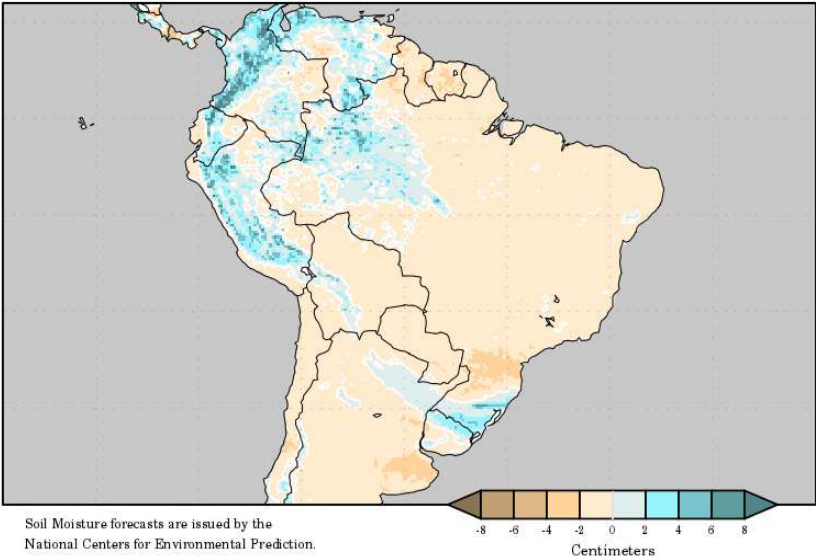 Soil Moisture forecasts are issued by the
National Centers for Environmental Prediction.
-8 -6 -4 -2 0 2 4 6 8
Centimeters